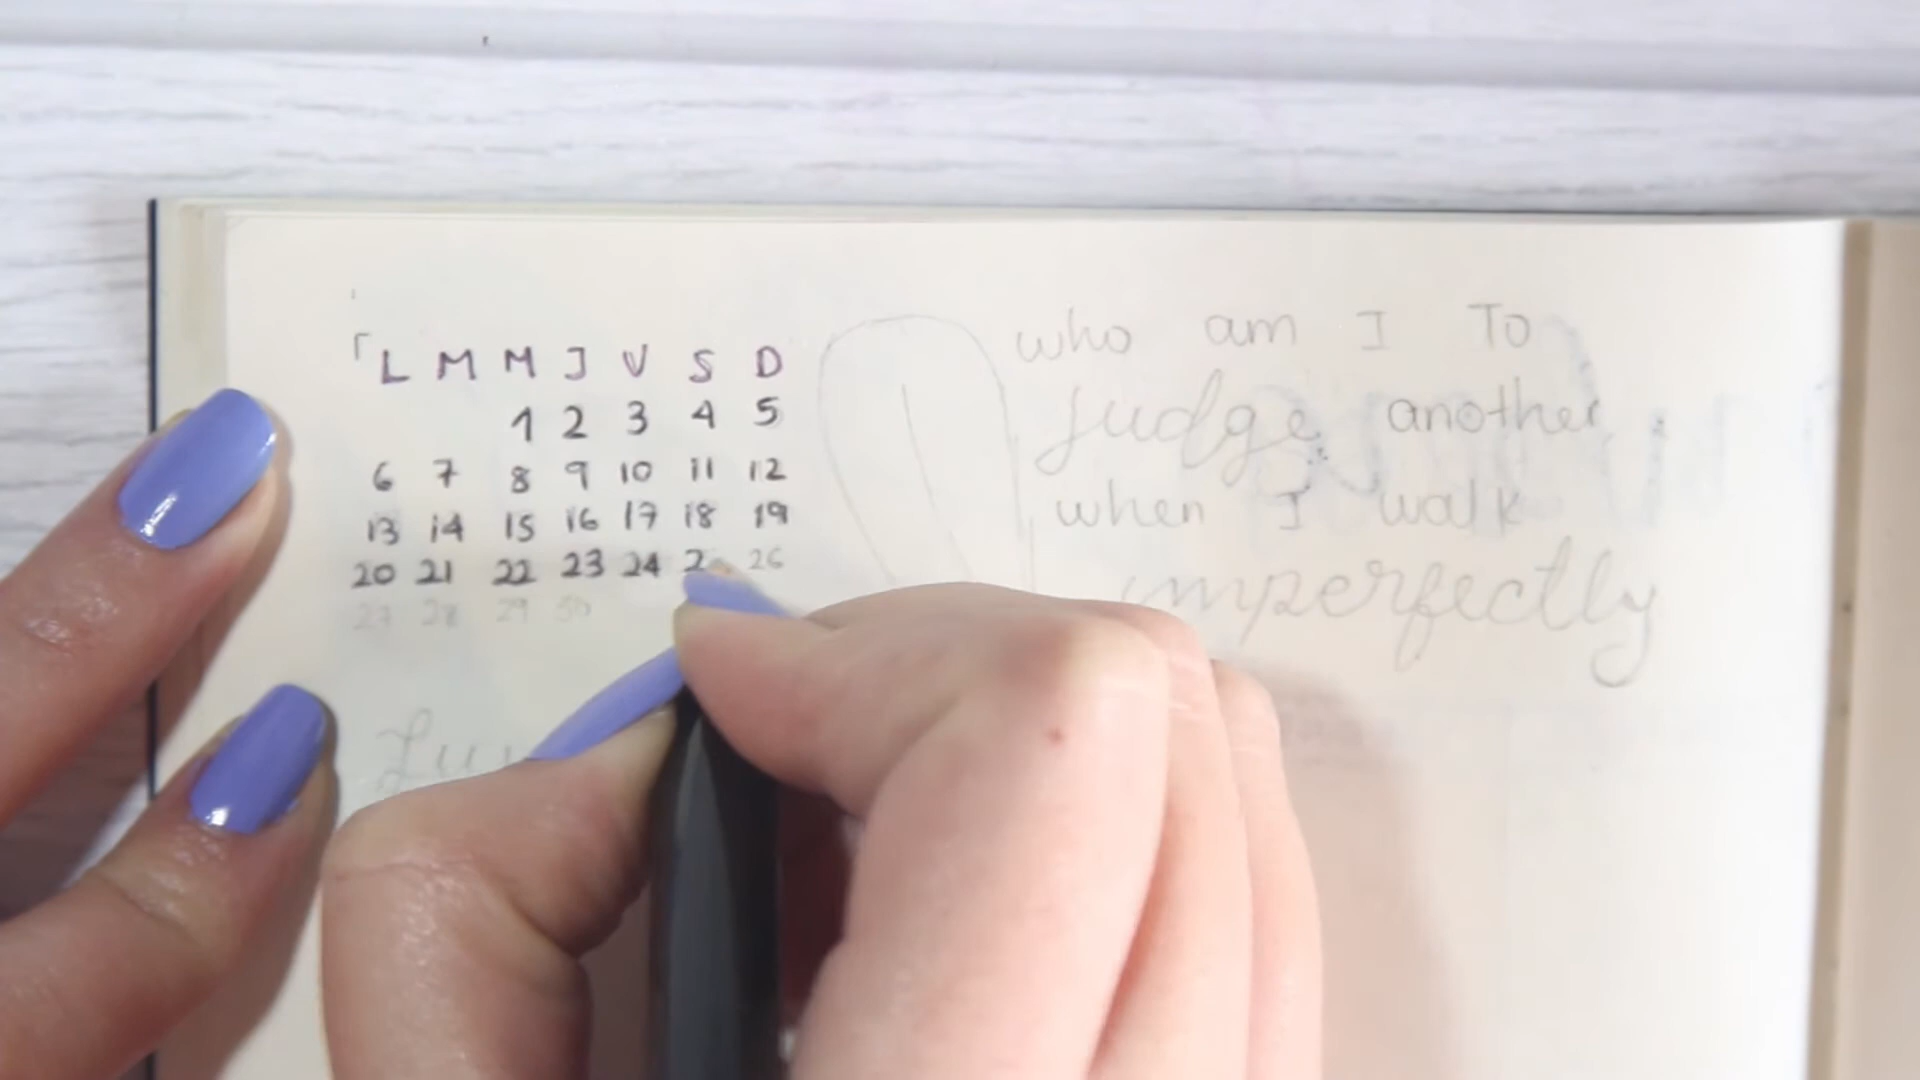 L M M J V S D
1 2 3 4 5
6 7 8 9 10 11 12
13 14 15 16 17 18 19
20 21 22 23 24 2 26
27 28 29 30
who am I To
judge another
when I walk
imperfectly